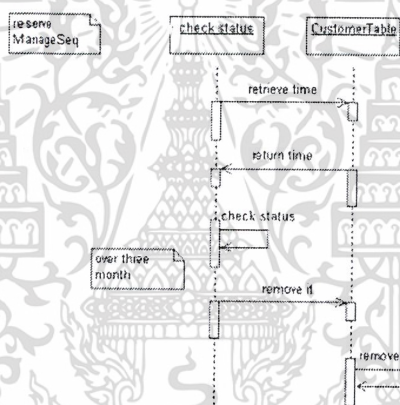 reserve
ManageSeq
check status
CustomerTable
retrieve time
return time
check status
over three
month
remove it
remove